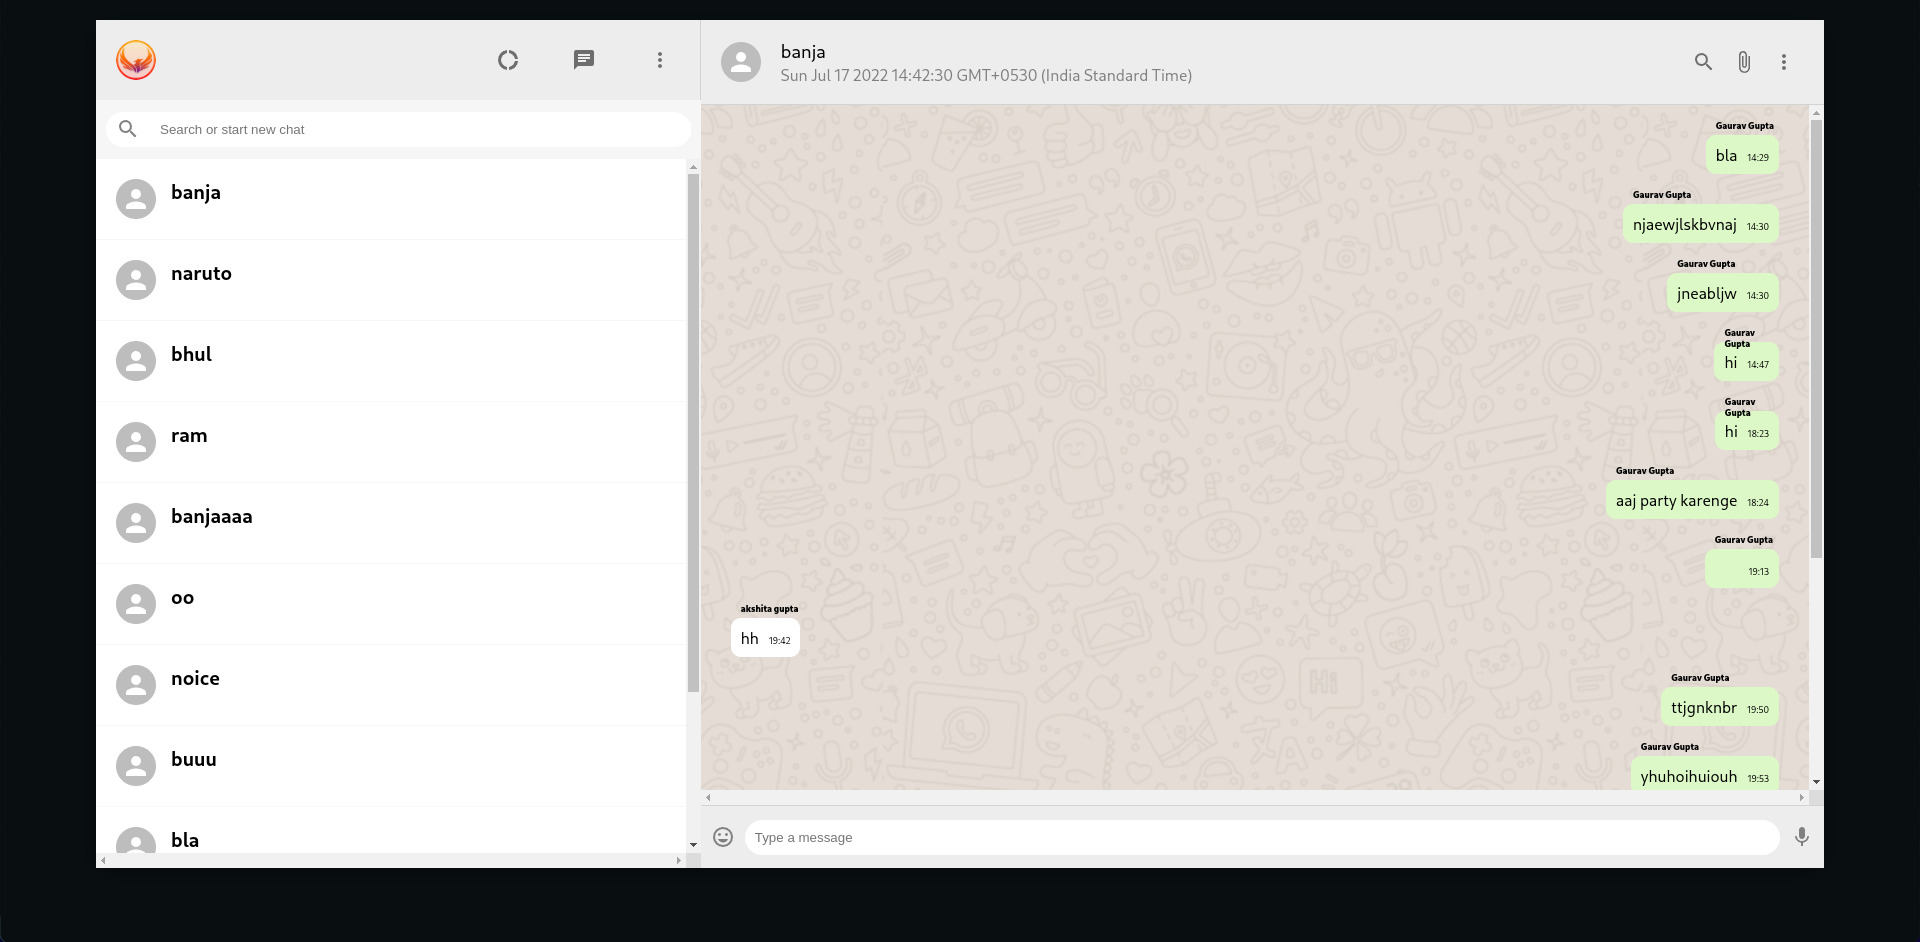 Search or start new chat
banja
naruto
bhul
ram
banjaaaa
oo
noice
buuu
bla
banja
Sun Jul 17 2022 14:42:30 GMT+0530 (India Standard Time)
Gaurav Gupta
bla 14:29
Gaurav Gupta
njaewjlskbvnaj 14:30
Gaurav Gupta
jneabljw 14:30
Gaurav
Gupta
hi 14:47
Gaurav
Gupta
hi 18:23
Gaurav Gupta
aaj party karenge 18:24
Gaurav Gupta
19:13
akshita gupta
hh 19:42
Hi
Gaurav Gupta
ttjgnknbr 19:50
Gaurav Gupta
yhuhoihuiouh 19:53
Type a message